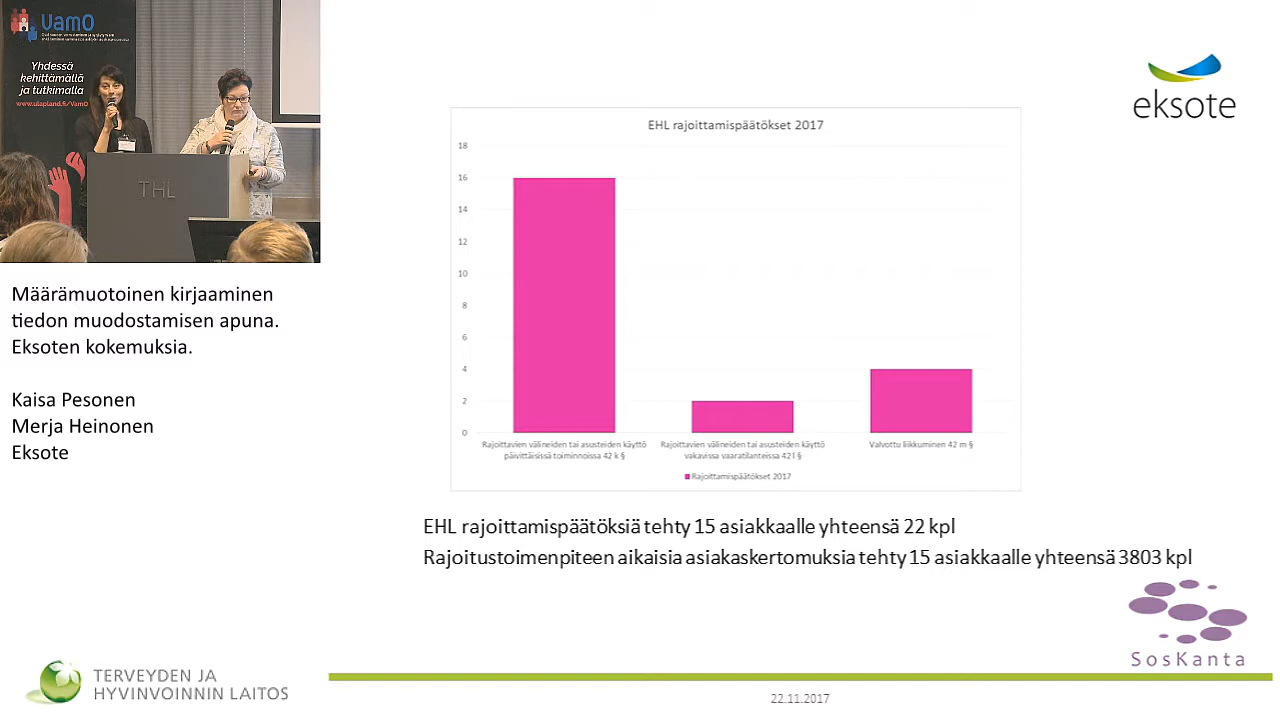 VamO
Yhdessä
kehittämällä
ja tutkimalla
www.ulapland.fi/VamO
THL
Määrämuotoinen kirjaaminen
tiedon muodostamisen apuna.
Eksoten kokemuksia.
Kaisa Pesonen
Merja Heinonen
Eksote
eksote
EHL rajoittamispäätökset 2017
18
16
14
12
10
8
6
4
2
0
Rajoittavien välineiden tai asusteiden käyttö
päivittäisissä toiminnoissa 42 k §
Rajoittavien välineiden tai asusteiden käyttö
vakavissa vaaratilanteissa 42 l §
Valvottu liikkuminen 42 m §
Rajoittamispäätökset 2017
EHL rajoittamispäätöksiä tehty 15 asiakkaalle yhteensä 22 kpl
Rajoitustoimenpiteen aikaisia asiakaskertomuksia tehty 15 asiakkaalle yhteensä 3803 kpl
SosKanta
TERVEYDEN JA
HYVINVOINNIN LAITOS
22.11.2017